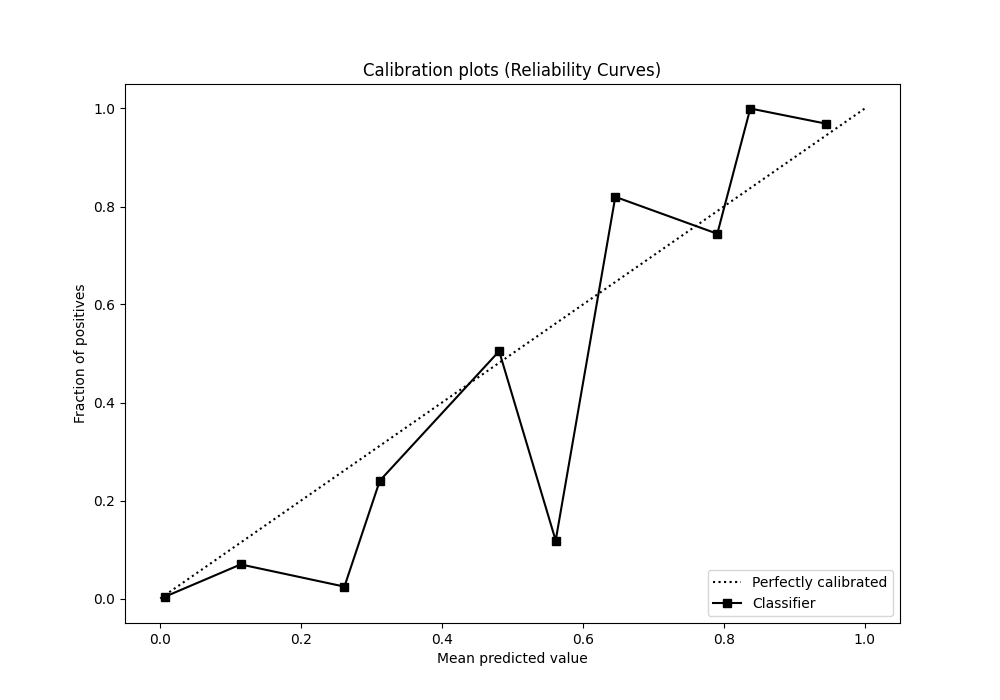 Calibration plots (Reliability Curves)
1.0
0.8
0.6
0.4
0.2
0.0
Fraction of positives
0.0 0.2 0.4 0.6 0.8 1.0
Mean predicted value
Perfectly calibrated
Classifier